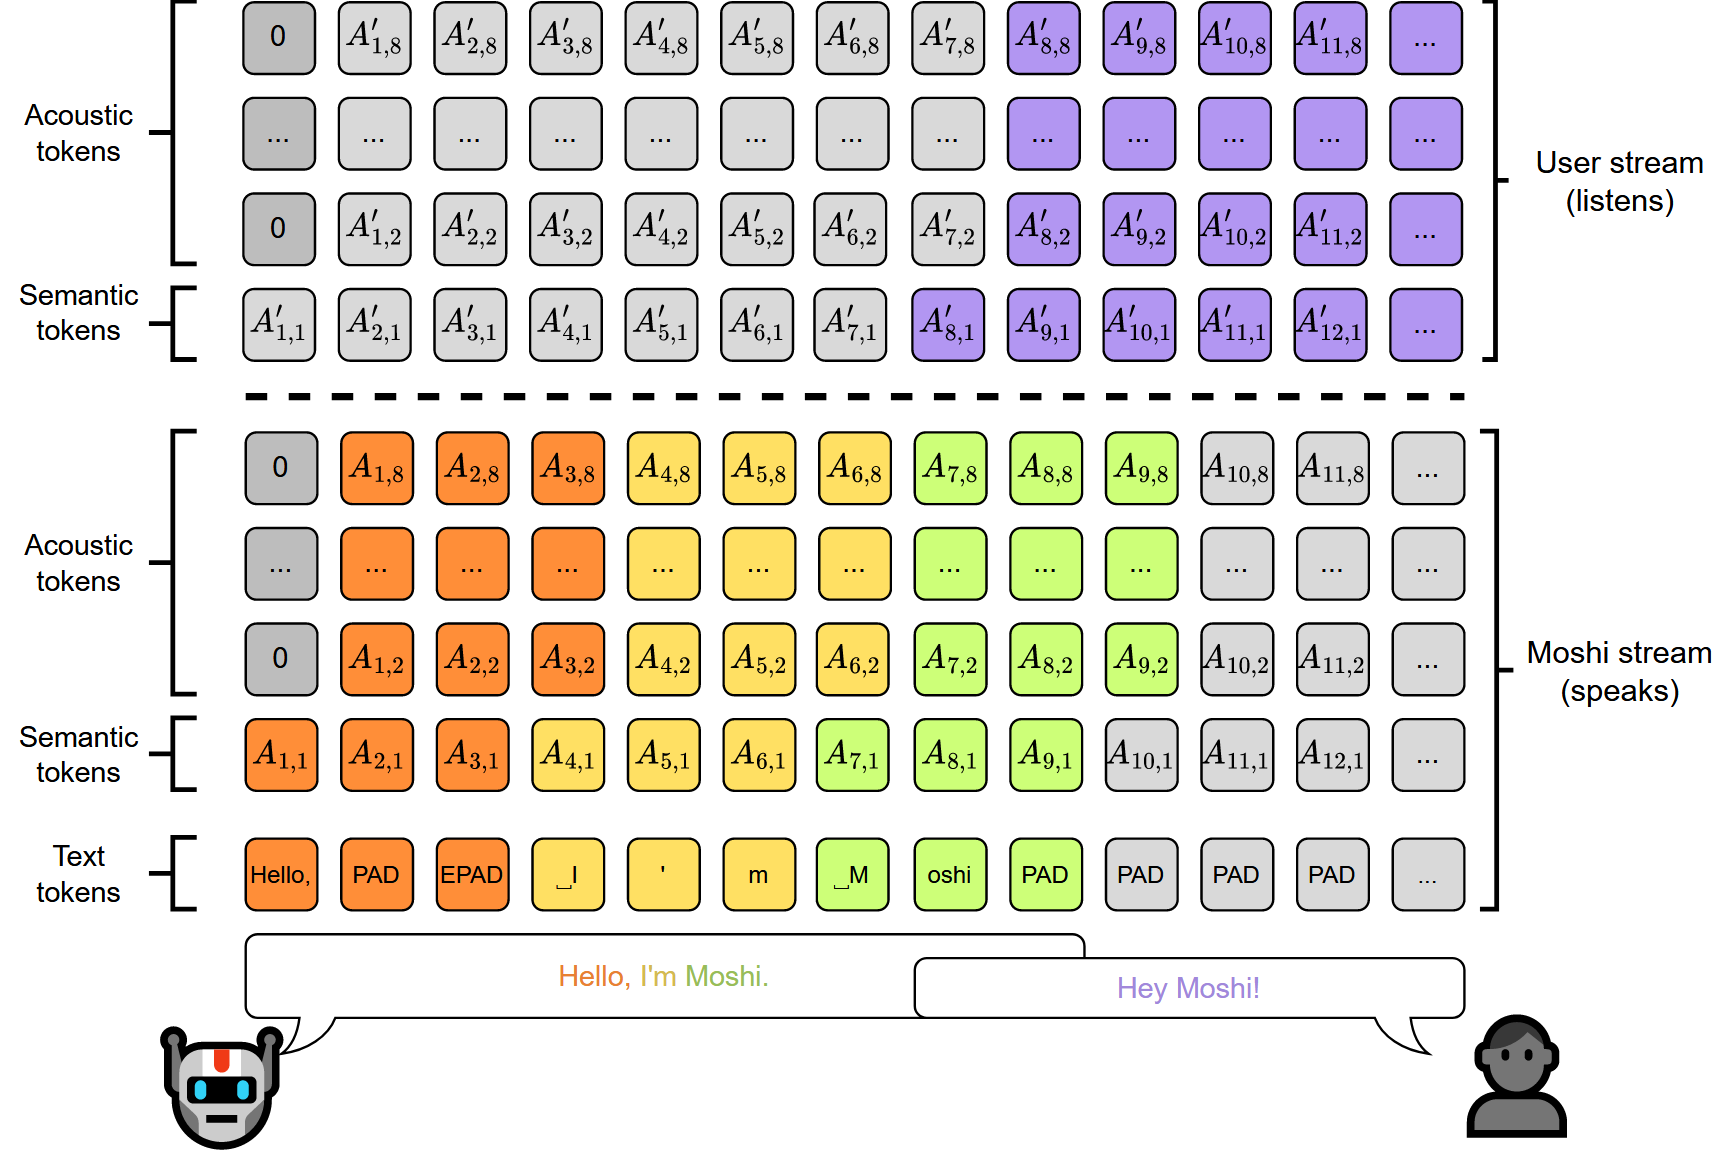 0 A′1,8 A′2,8 A′3,8 A′4,8 A′5,8 A′6,8 A′7,8 A′8,8 A′9,8 A′10,8 A′11,8 ...
Acoustic
tokens
... ... ... ... ... ... ... ... ... ... ... ... ...
User stream
(listens)
0 A′1,2 A′2,2 A′3,2 A′4,2 A′5,2 A′6,2 A′7,2 A′8,2 A′9,2 A′10,2 A′11,2 ...
Semantic
tokens
A′1,1 A′2,1 A′3,1 A′4,1 A′5,1 A′6,1 A′7,1 A′8,1 A′9,1 A′10,1 A′11,1 A′12,1 ...
0 A1,8 A2,8 A3,8 A4,8 A5,8 A6,8 A7,8 A8,8 A9,8 A10,8 A11,8 ...
Acoustic
tokens
... ... ... ... ... ... ... ... ... ... ... ... ...
0 A1,2 A2,2 A3,2 A4,2 A5,2 A6,2 A7,2 A8,2 A9,2 A10,2 A11,2 ...
Moshi stream
(speaks)
Semantic
tokens
A1,1 A2,1 A3,1 A4,1 A5,1 A6,1 A7,1 A8,1 A9,1 A10,1 A11,1 A12,1 ...
Text
tokens
Hello, PAD EPAD ␣I ' m ␣M oshi PAD PAD PAD PAD ...
Hello, I'm Moshi.
Hey Moshi!